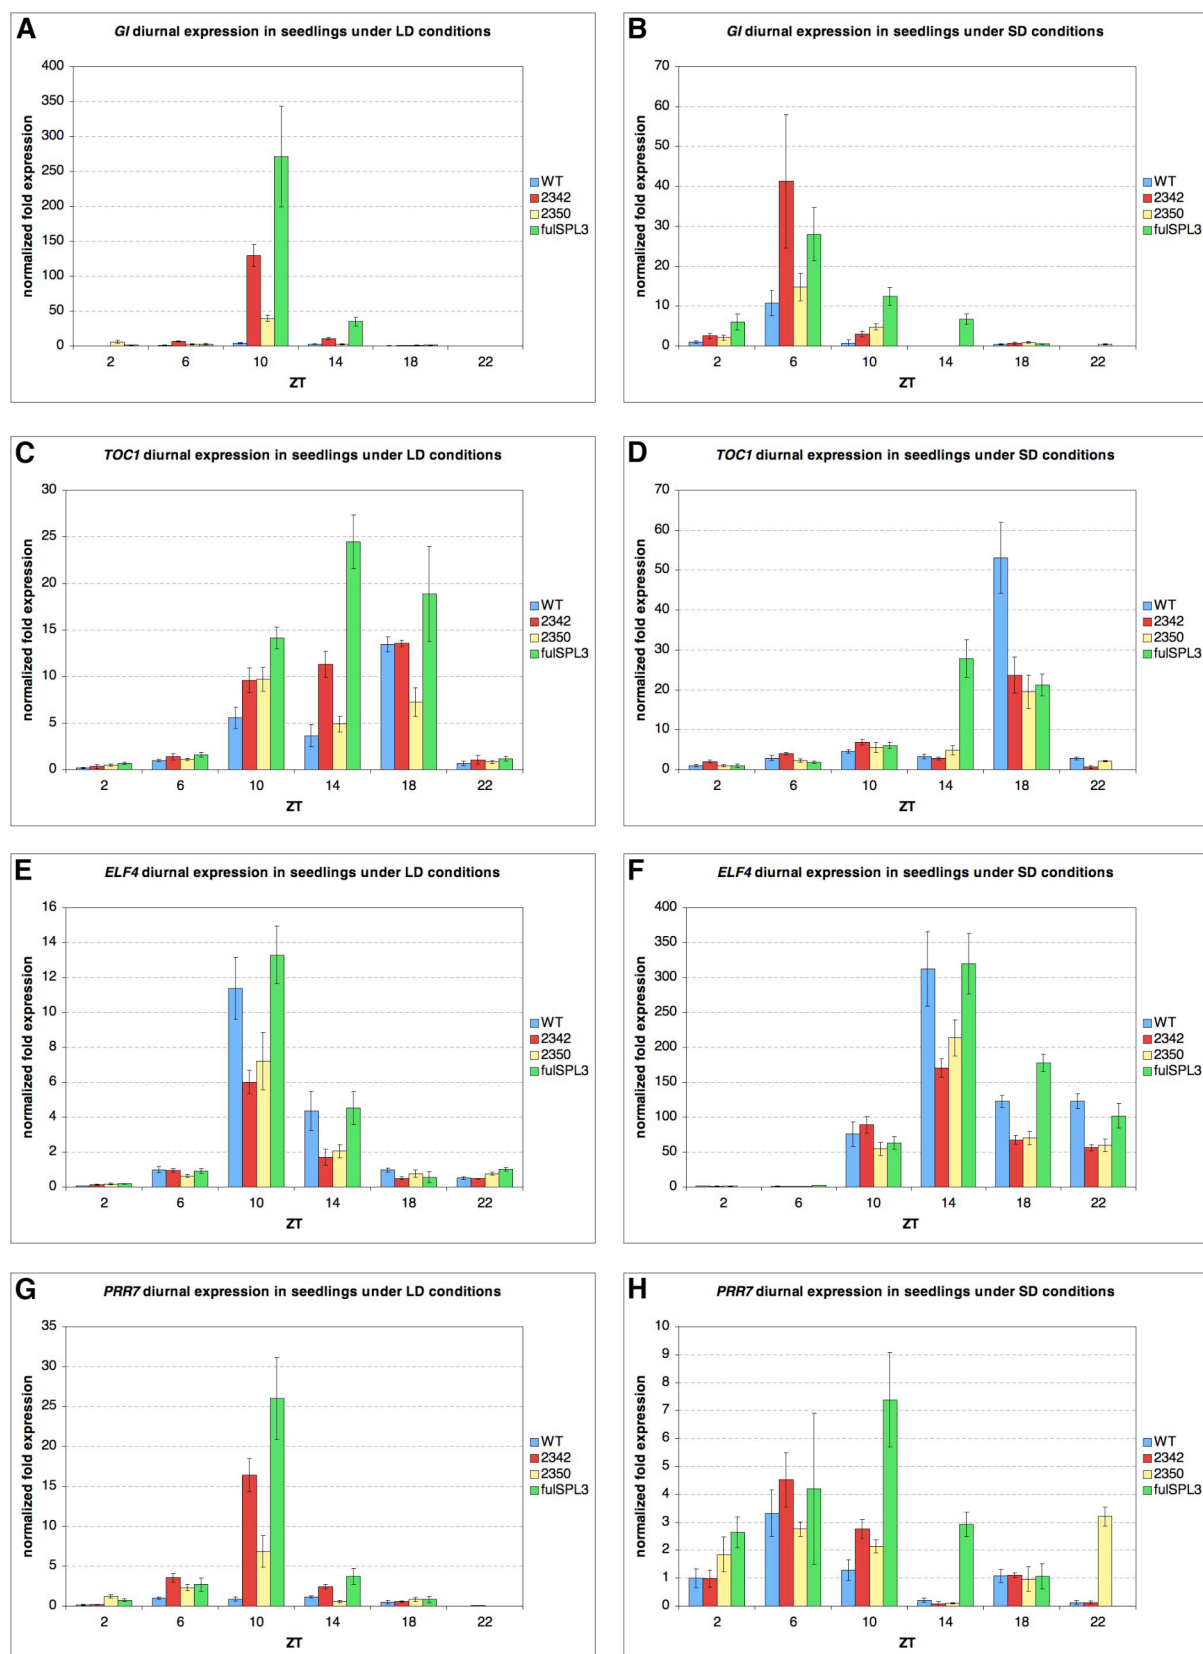 A
GI diurnal expression in seedlings under LD conditions
normalized fold expression
400
350
300
250
200
150
100
50
0
2 6 10 14 18 22
ZT
WT
2342
2350
fulSPL3
B
GI diurnal expression in seedlings under SD conditions
normalized fold expression
70
60
50
40
30
20
10
0
2 6 10 14 18 22
ZT
WT
2342
2350
fulSPL3
C
TOC1 diurnal expression in seedlings under LD conditions
normalized fold expression
30
25
20
15
10
5
0
2 6 10 14 18 22
ZT
WT
2342
2350
fulSPL3
D
TOC1 diurnal expression in seedlings under SD conditions
normalized fold expression
70
60
50
40
30
20
10
0
2 6 10 14 18 22
ZT
WT
2342
2350
fulSPL3
E
ELF4 diurnal expression in seedlings under LD conditions
normalized fold expression
16
14
12
10
8
6
4
2
0
2 6 10 14 18 22
ZT
WT
2342
2350
fulSPL3
F
ELF4 diurnal expression in seedlings under SD conditions
normalized fold expression
400
350
300
250
200
150
100
50
0
2 6 10 14 18 22
ZT
WT
2342
2350
fulSPL3
G
PRR7 diurnal expression in seedlings under LD conditions
normalized fold expression
35
30
25
20
15
10
5
0
2 6 10 14 18 22
ZT
WT
2342
2350
fulSPL3
H
PRR7 diurnal expression in seedlings under SD conditions
normalized fold expression
10
9
8
7
6
5
4
3
2
1
0
2 6 10 14 18 22
ZT
WT
2342
2350
fulSPL3